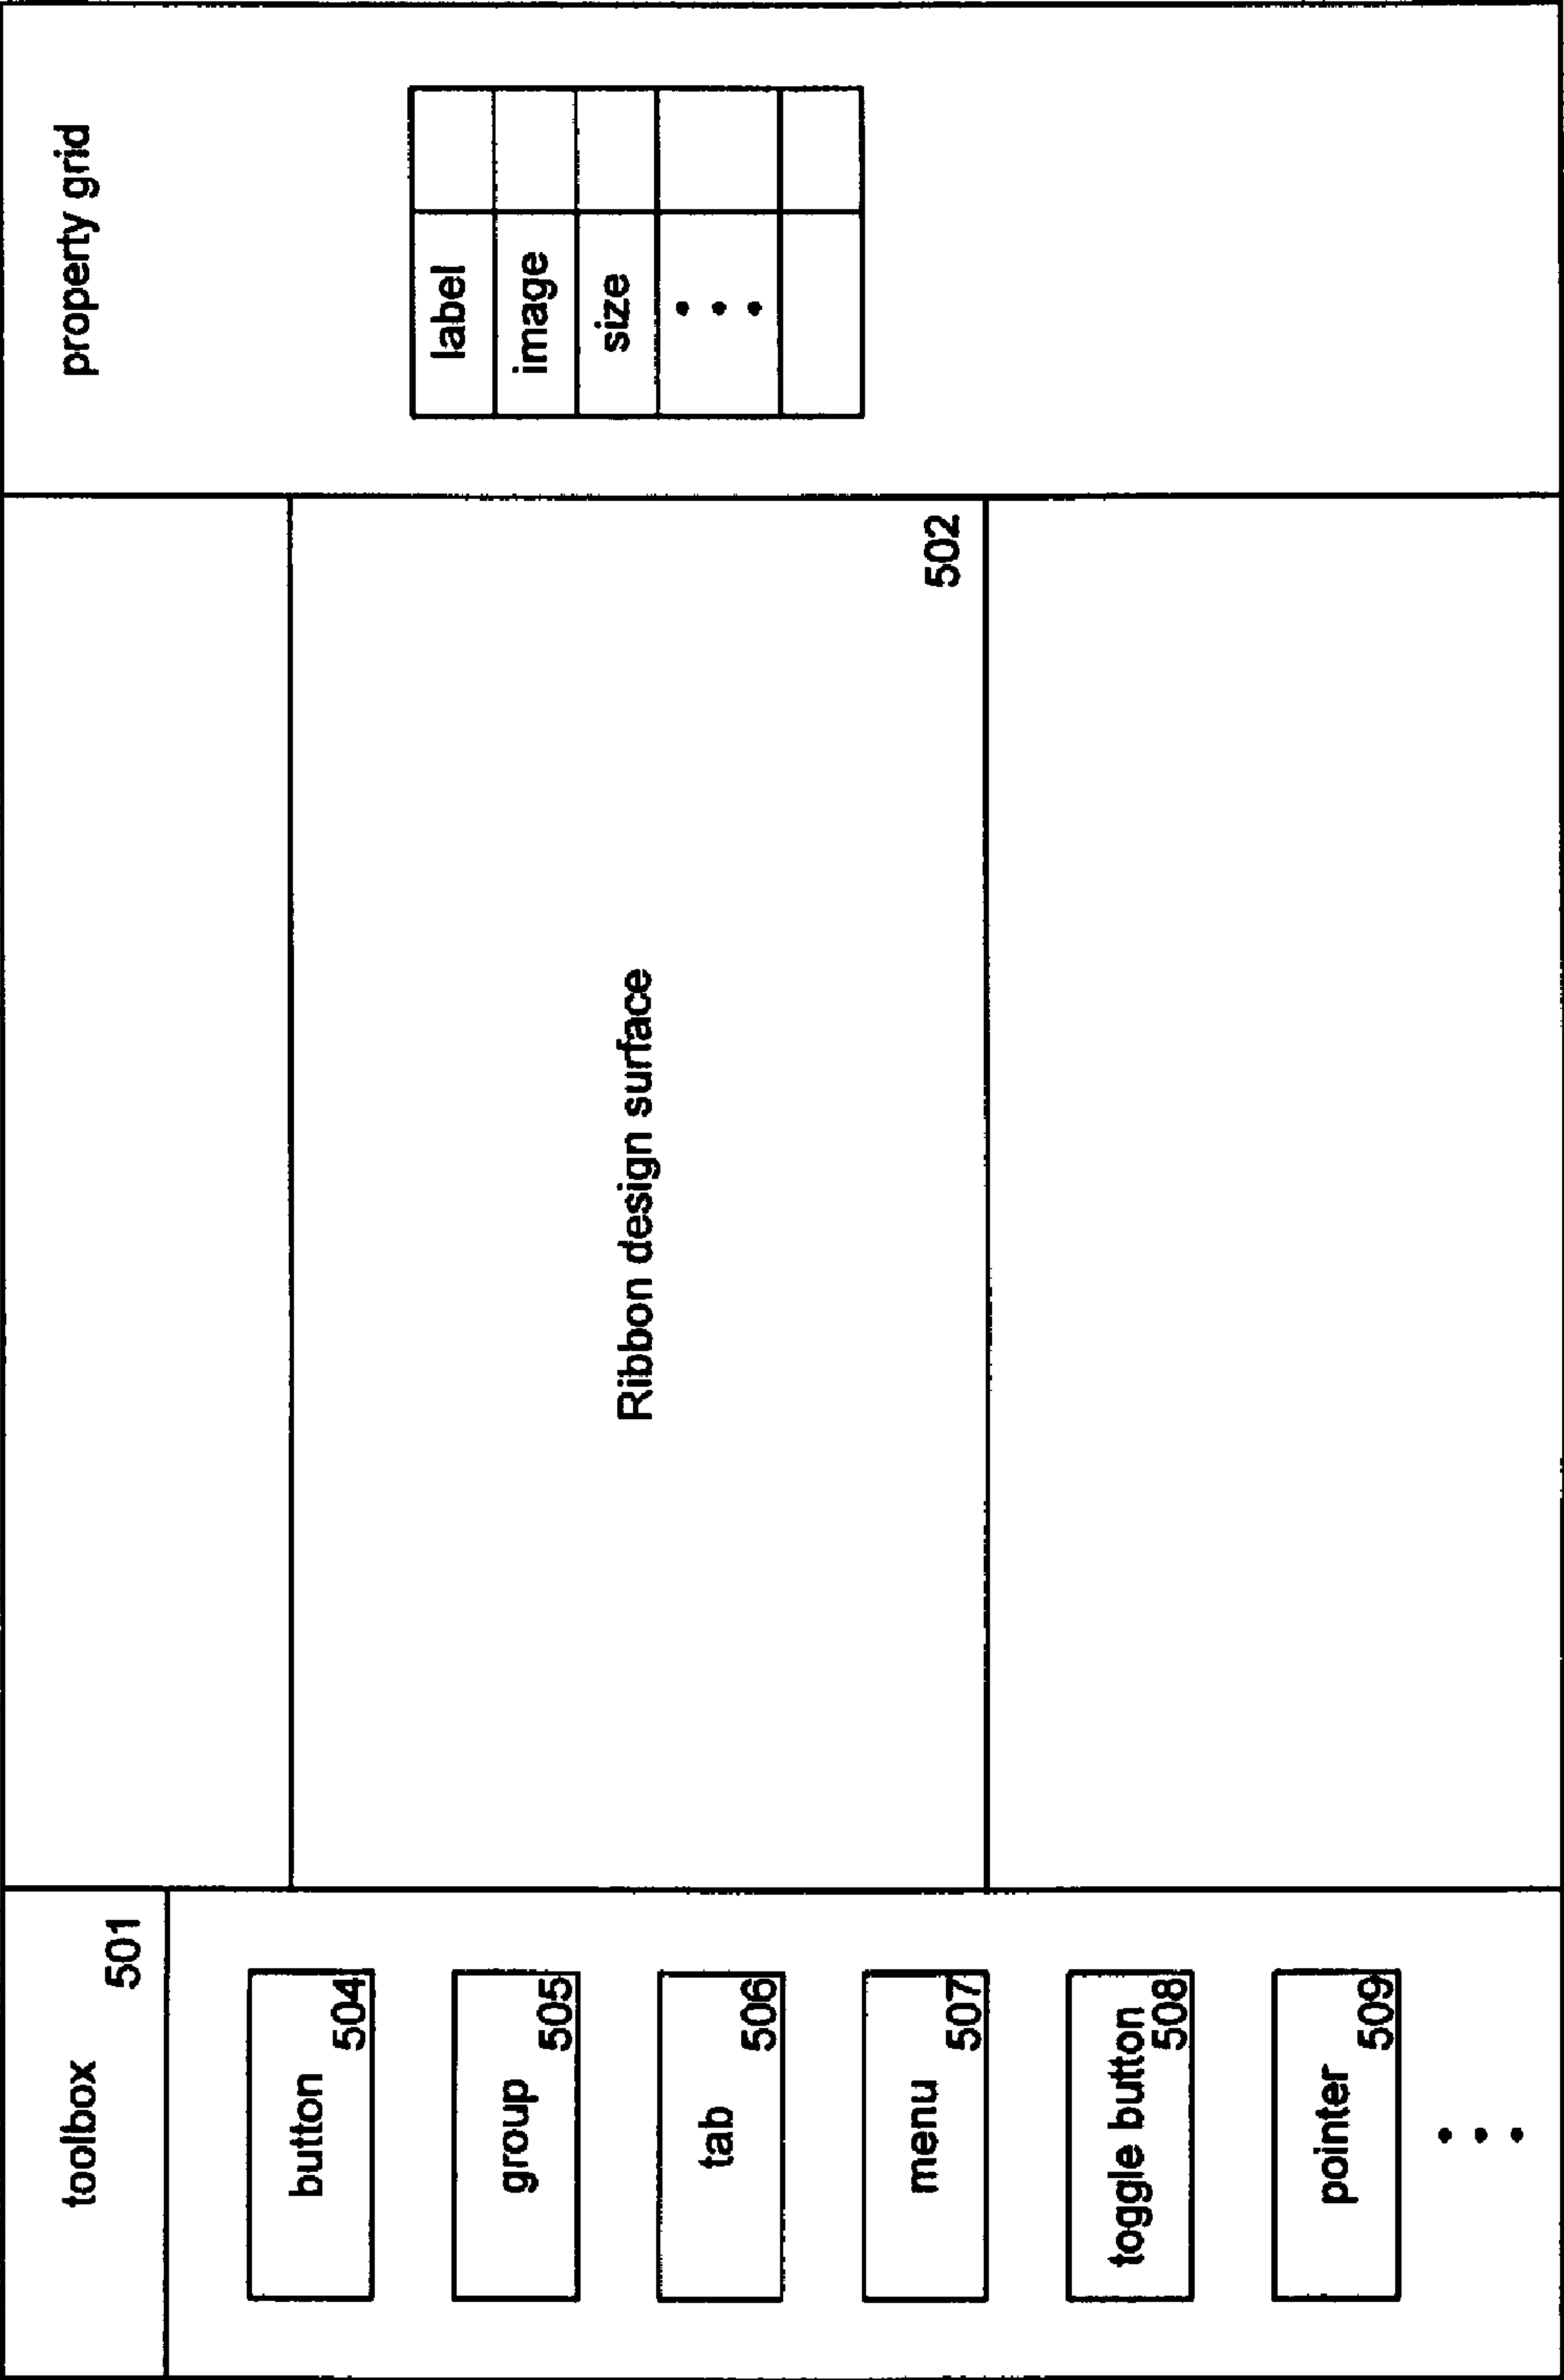 toolbox
501
button
504
group
505
tab
506
menu
507
toggle button
508
pointer
509
• • •
Ribbon design surface
502
property grid
label
image
size
• • •